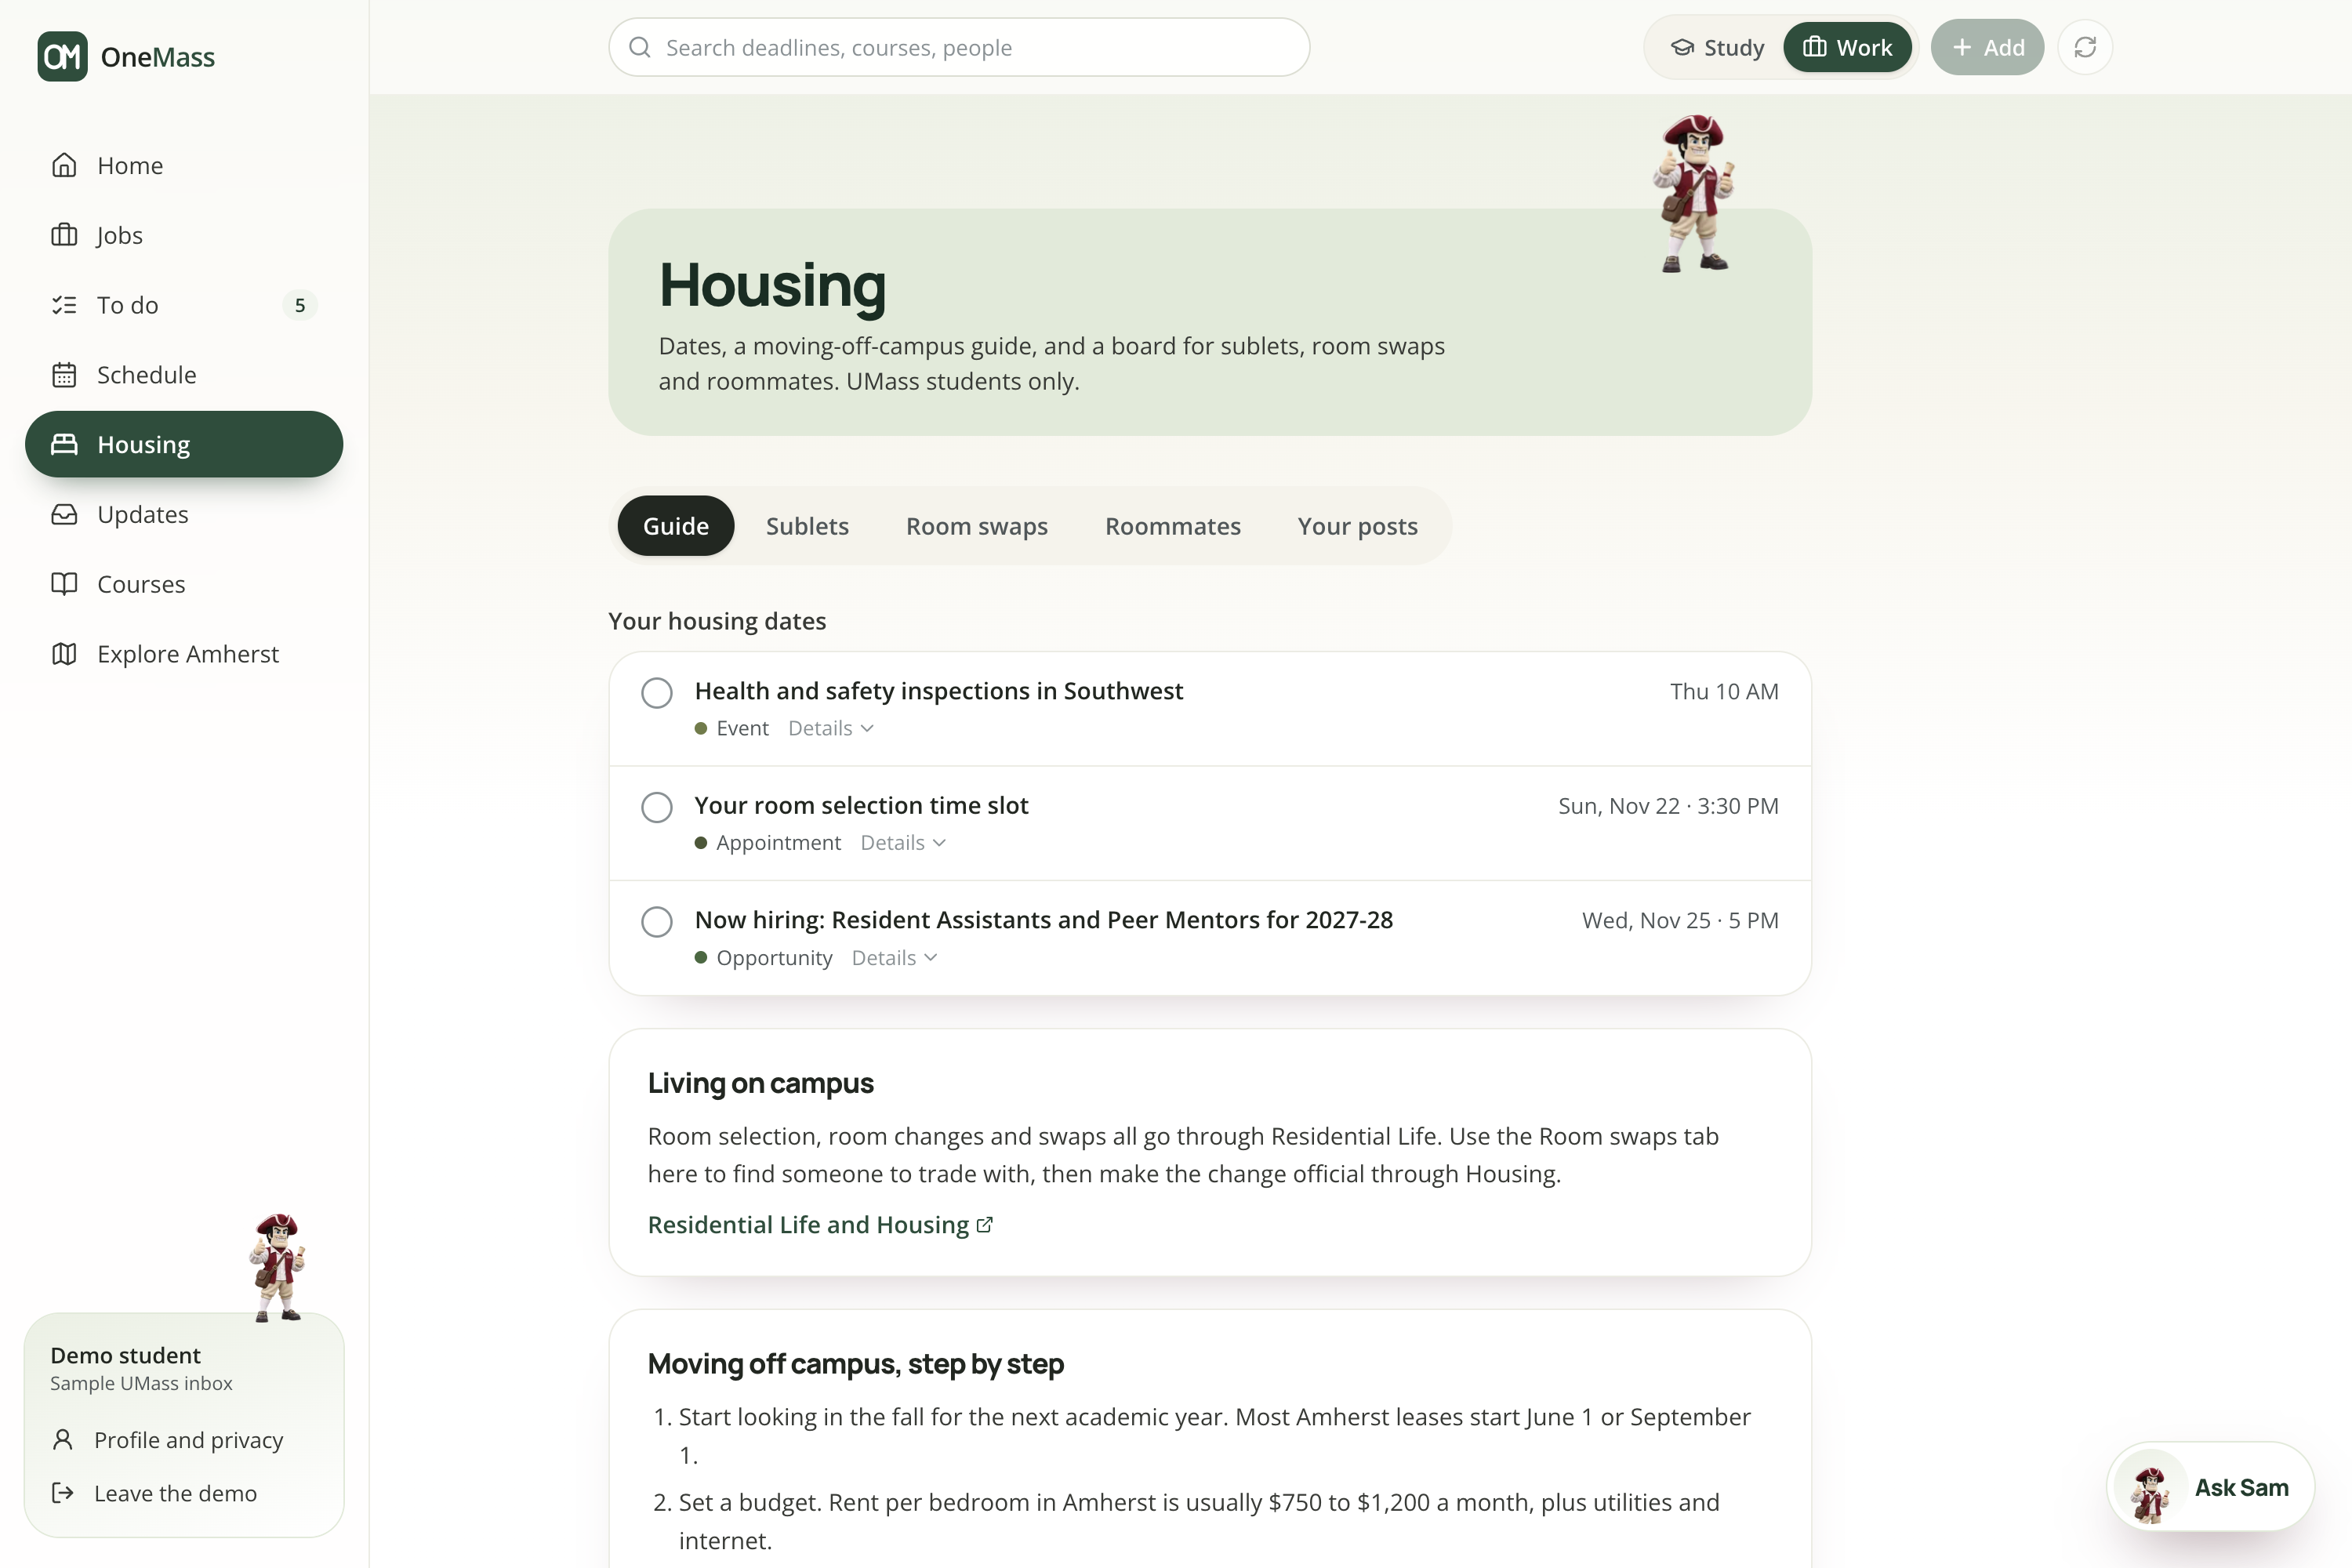 OM OneMass
Search deadlines, courses, people
Study
Work
Add
Home
Jobs
To do
5
Schedule
Housing
Updates
Courses
Explore Amherst
Housing
Dates, a moving-off-campus guide, and a board for sublets, room swaps
and roommates. UMass students only.
Guide
Sublets
Room swaps
Roommates
Your posts
Your housing dates
Health and safety inspections in Southwest
Thu 10 AM
Event Details
Your room selection time slot
Sun, Nov 22 · 3:30 PM
Appointment Details
Now hiring: Resident Assistants and Peer Mentors for 2027-28
Wed, Nov 25 · 5 PM
Opportunity Details
Living on campus
Room selection, room changes and swaps all go through Residential Life. Use the Room swaps tab
here to find someone to trade with, then make the change official through Housing.
Residential Life and Housing
Moving off campus, step by step
1. Start looking in the fall for the next academic year. Most Amherst leases start June 1 or September
1.
2. Set a budget. Rent per bedroom in Amherst is usually $750 to $1,200 a month, plus utilities and
internet.
Demo student
Sample UMass inbox
Profile and privacy
Leave the demo
Ask Sam